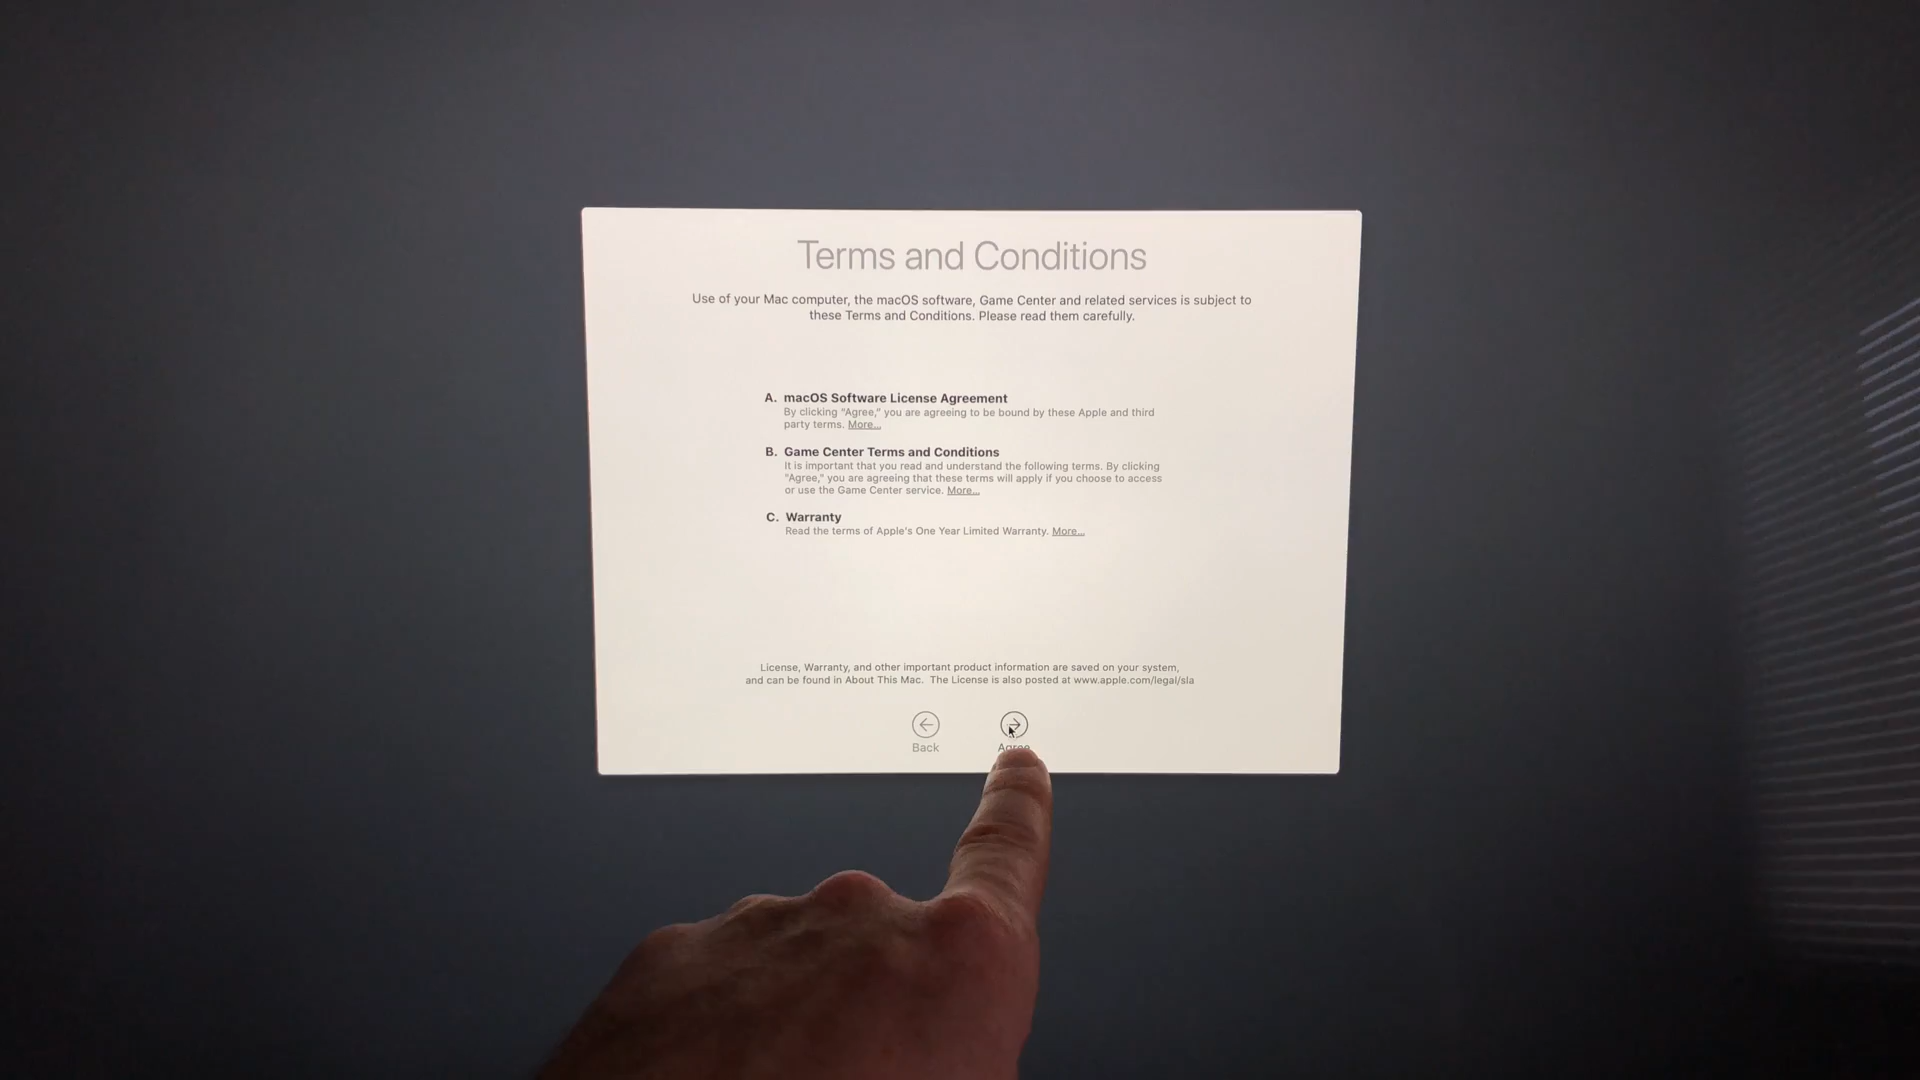 Terms and Conditions
Use of your Mac computer, the macOS software, Game Center and related services is subject to
these Terms and Conditions. Please read them carefully.
A. macOS Software License Agreement
By clicking "Agree," you are agreeing to be bound by these Apple and third
party terms. More...
B. Game Center Terms and Conditions
It is important that you read and understand the following terms. By clicking
"Agree," you are agreeing that these terms will apply if you choose to access
or use the Game Center service. More...
C. Warranty
Read the terms of Apple's One Year Limited Warranty. More...
License, Warranty, and other important product information are saved on your system,
and can be found in About This Mac. The License is also posted at www.apple.com/legal/sla
Back
Agree